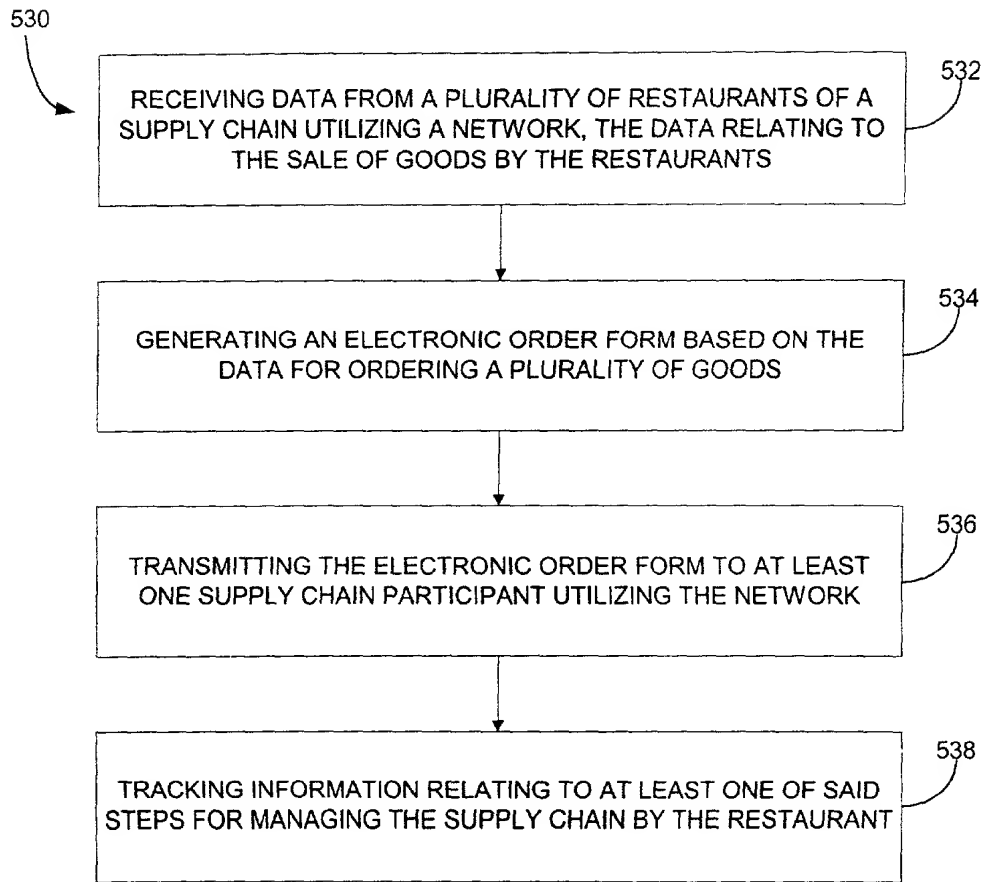 530
532
RECEIVING DATA FROM A PLURALITY OF RESTAURANTS OF A
SUPPLY CHAIN UTILIZING A NETWORK, THE DATA RELATING TO
THE SALE OF GOODS BY THE RESTAURANTS
534
GENERATING AN ELECTRONIC ORDER FORM BASED ON THE
DATA FOR ORDERING A PLURALITY OF GOODS
536
TRANSMITTING THE ELECTRONIC ORDER FORM TO AT LEAST
ONE SUPPLY CHAIN PARTICIPANT UTILIZING THE NETWORK
538
TRACKING INFORMATION RELATING TO AT LEAST ONE OF SAID
STEPS FOR MANAGING THE SUPPLY CHAIN BY THE RESTAURANT